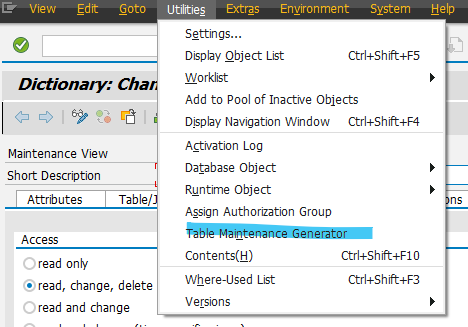 View Edit Goto Utilities Extras Environment System Help
Settings...
Display Object List Ctrl+Shift+F5
Worklist
Add to Pool of Inactive Objects
Display Navigation Window Ctrl+Shift+F4
Activation Log
Database Object
Runtime Object
Assign Authorization Group
Table Maintenance Generator
Contents(H) Ctrl+Shift+F10
Where-Used List Ctrl+Shift+F3
Versions
Dictionary: Chan
Maintenance View
Short Description
Attributes Table/J ons
Access
read only
read, change, delete
read and change